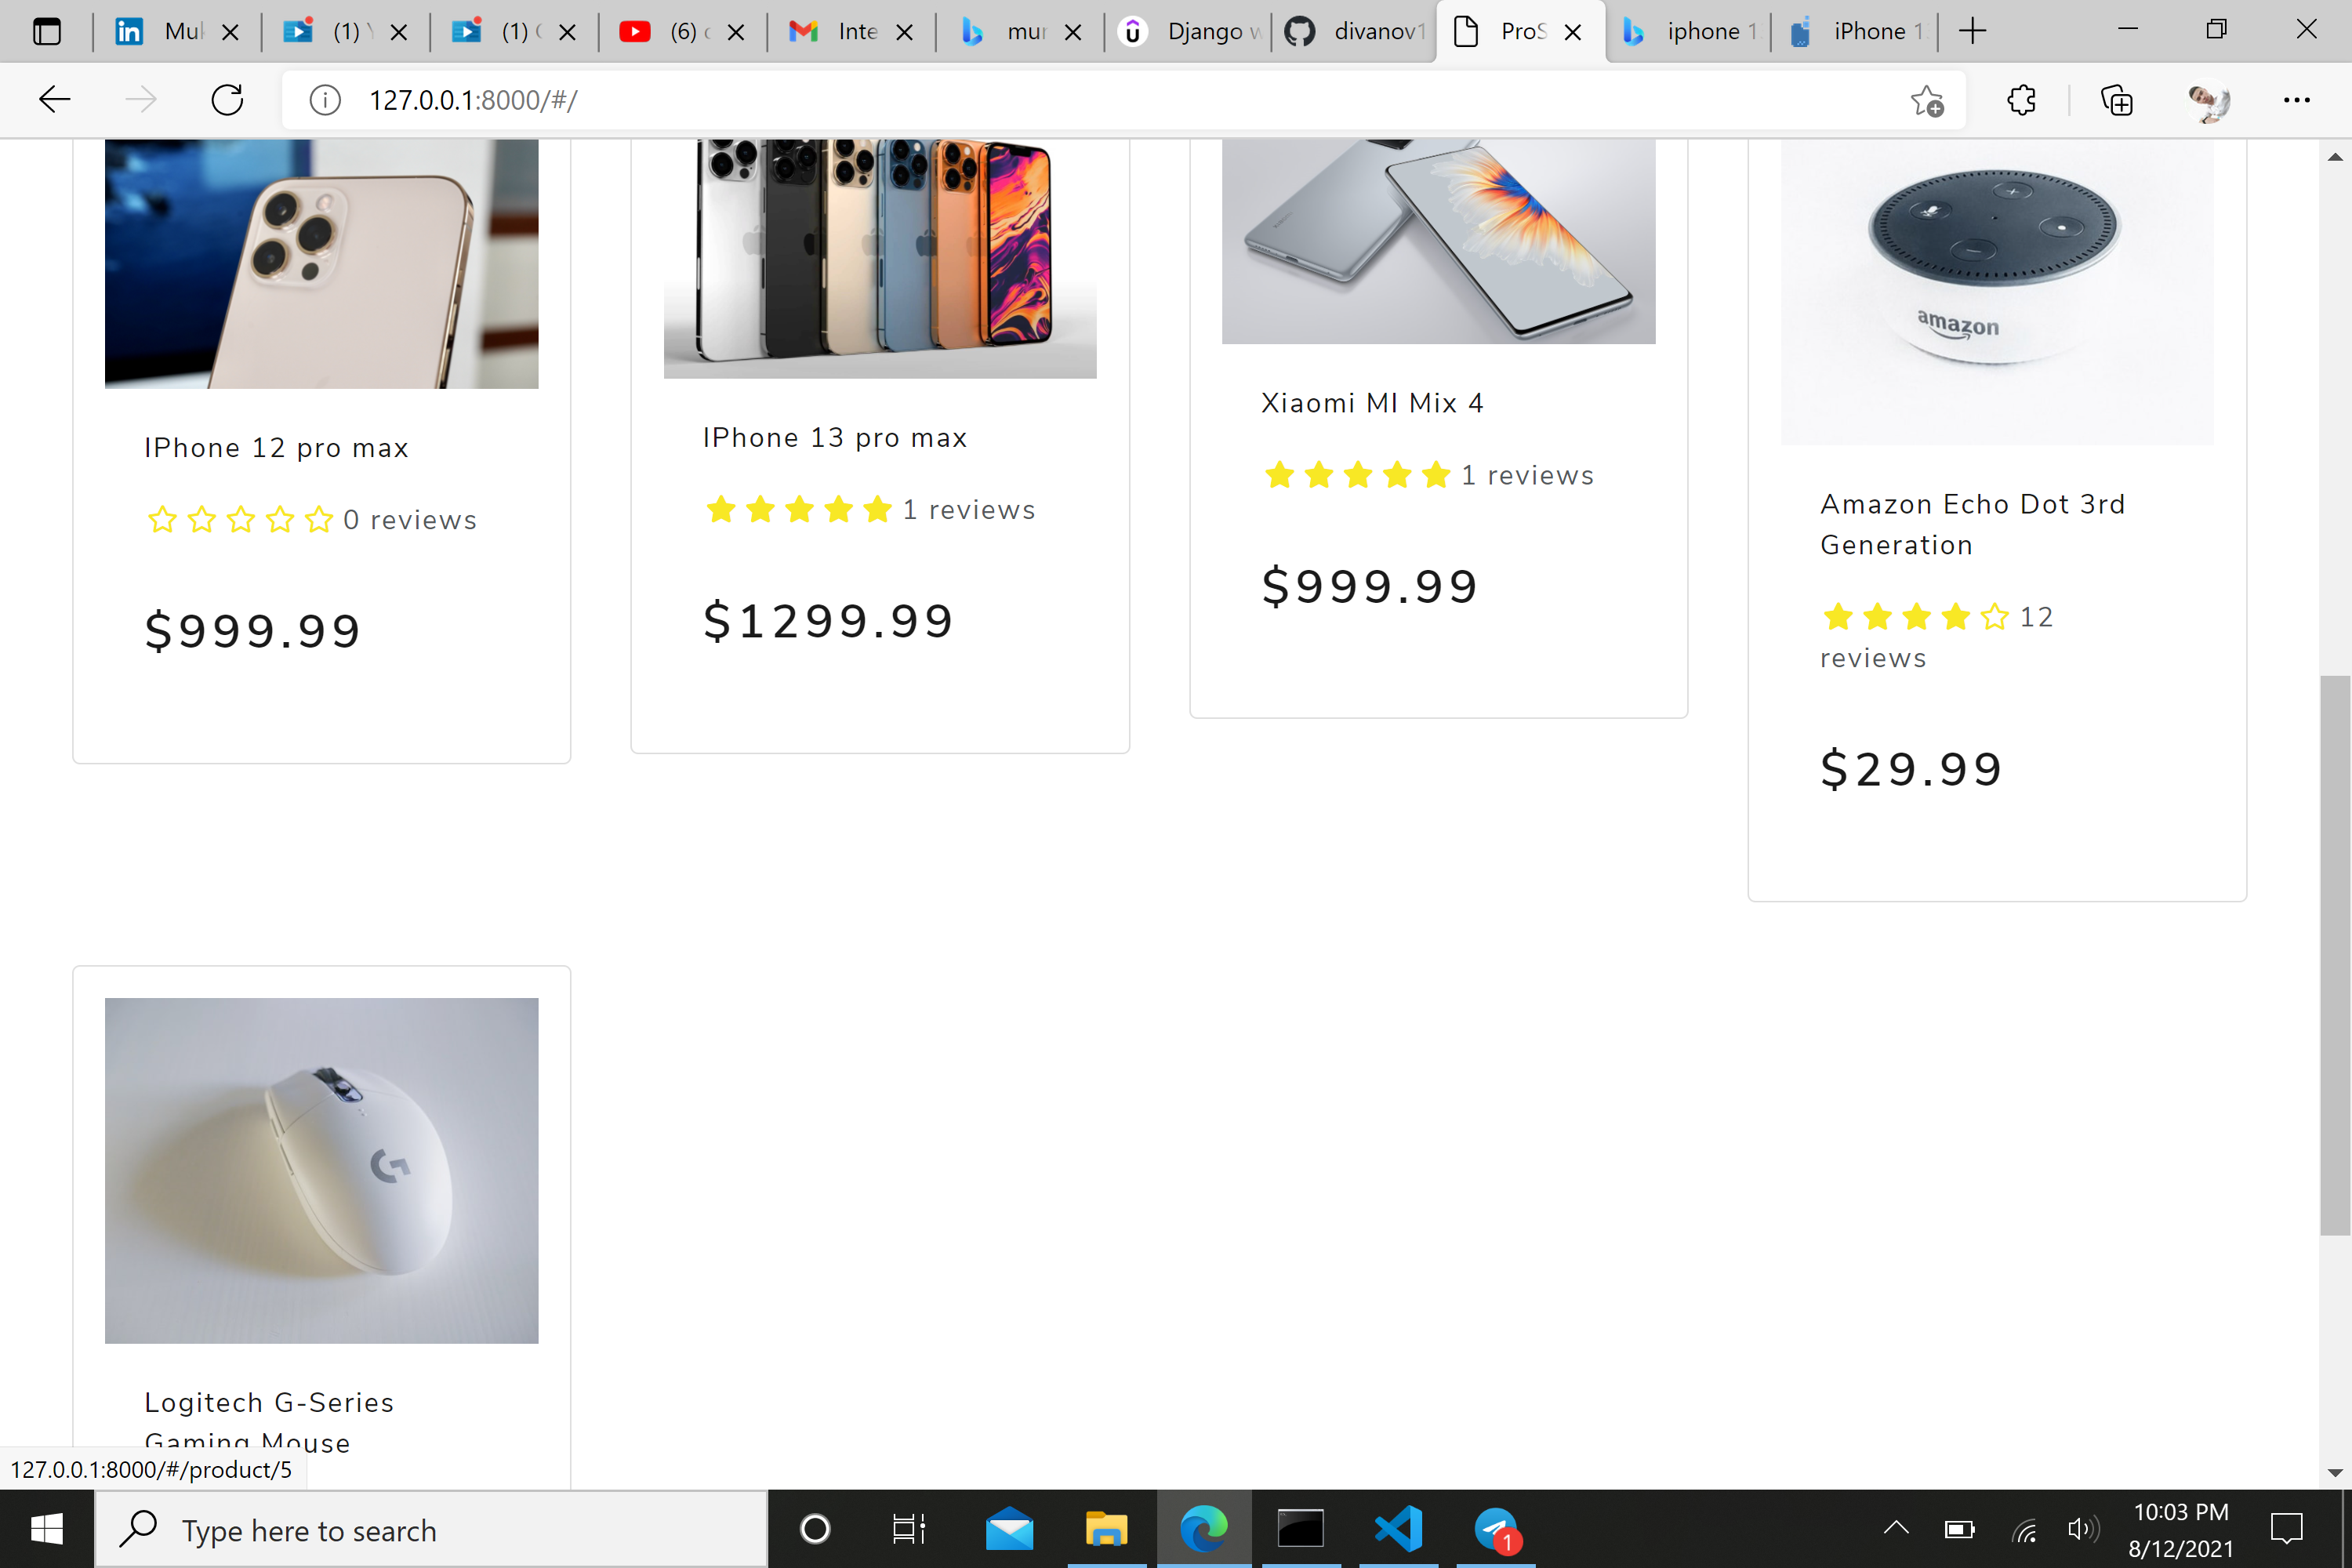 Mu
(1)
(1)
(6)
Inte
mur
Django w
divanov1
ProS
iphone 1
iPhone 1
127.0.0.1:8000/#/
amazon
IPhone 12 pro max
0 reviews
$999.99
IPhone 13 pro max
1 reviews
$1299.99
Xiaomi MI Mix 4
1 reviews
$999.99
Amazon Echo Dot 3rd
Generation
12
reviews
$29.99
Logitech G-Series
Gaming Mouse
127.0.0.1:8000/#/product/5
Type here to search
1
10:03 PM
8/12/2021